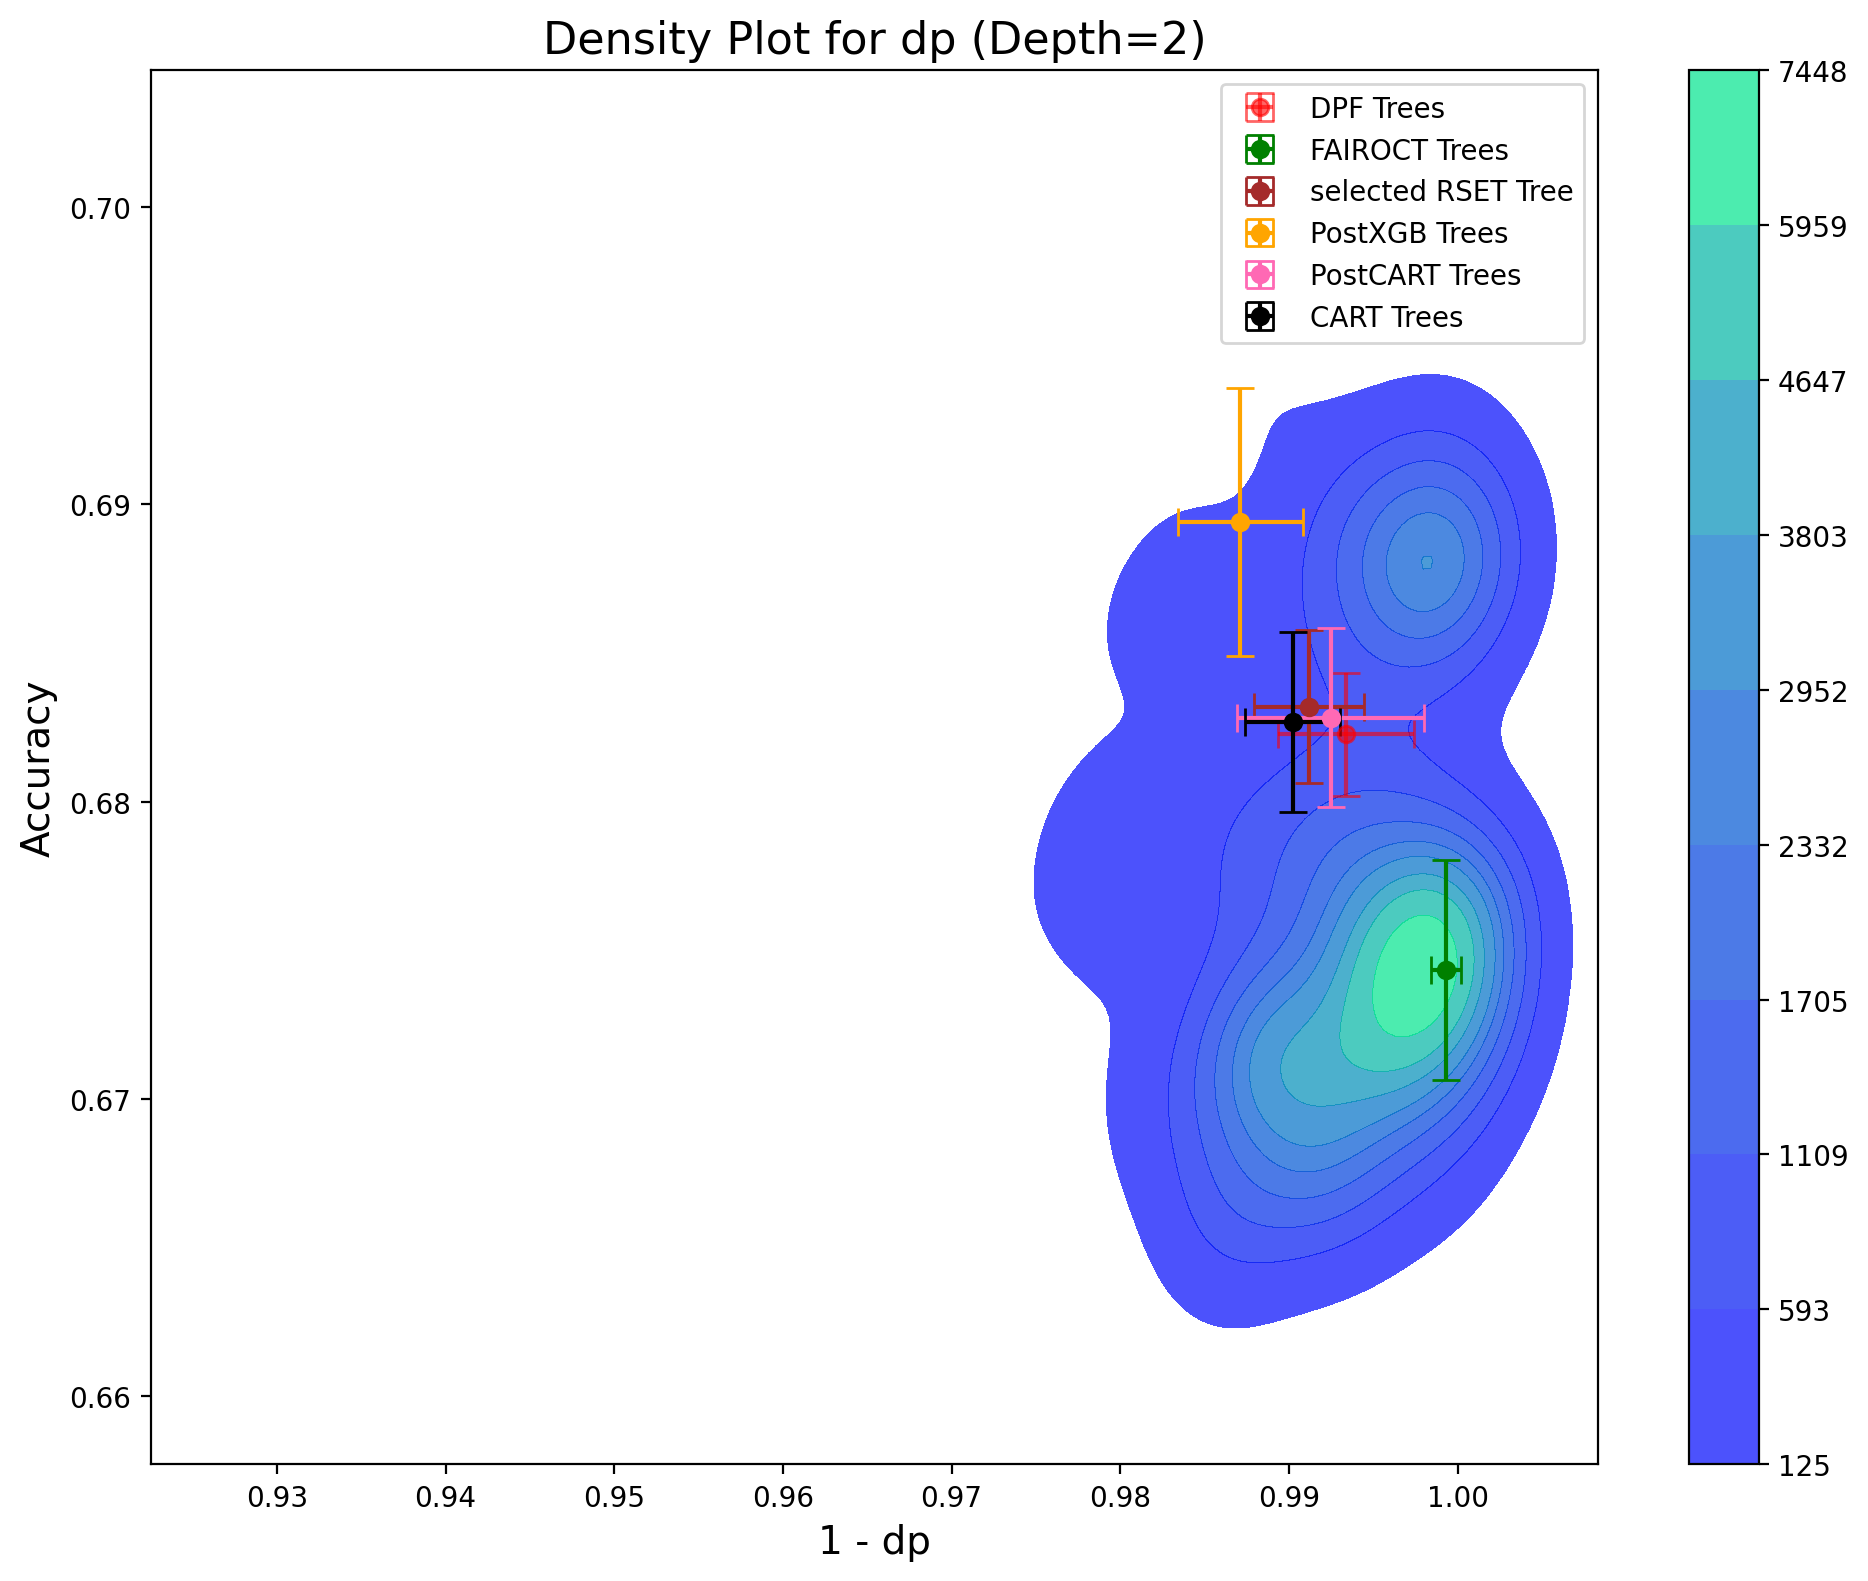 Density Plot for dp (Depth=2)
DPF Trees
FAIROCT Trees
selected RSET Tree
PostXGB Trees
PostCART Trees
CART Trees
Accuracy
0.70
0.69
0.68
0.67
0.66
0.93 0.94 0.95 0.96 0.97 0.98 0.99 1.00
1 - dp
7448
5959
4647
3803
2952
2332
1705
1109
593
125